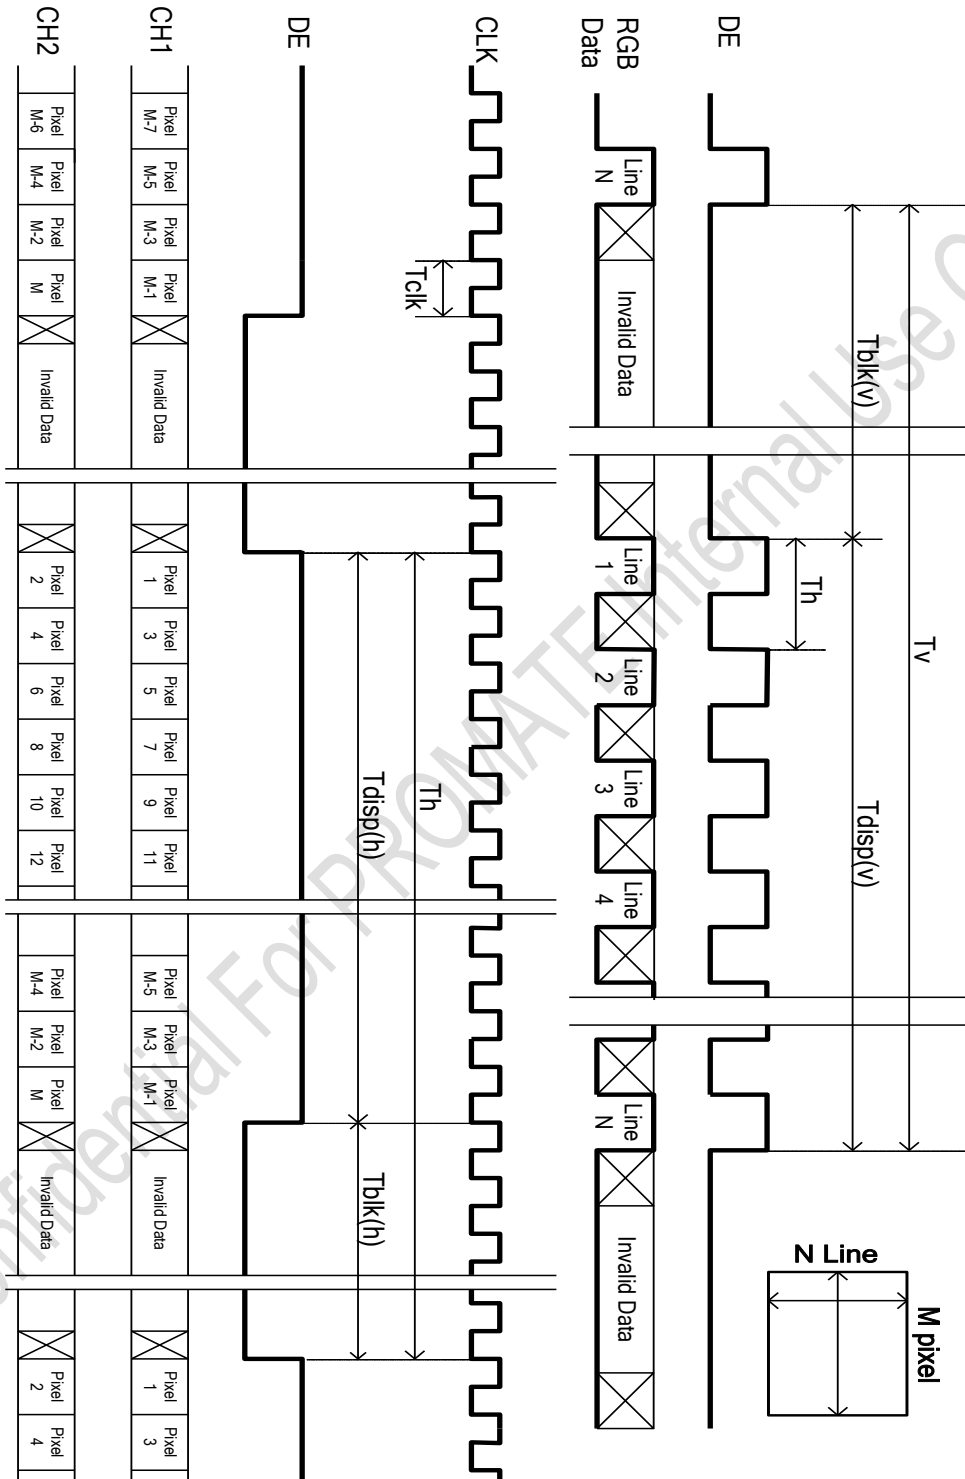 DE
RGB
Data
Line
N
Invalid Data
Line
1
Line
2
Line
3
Line
4
Line
N
Invalid Data
Tblk(v)
Tv
Th
Tdisp(v)
N Line
M pixel
CLK
Tclk
Th
DE
Tdisp(h)
Tblk(h)
CH1
Pixel
M-7
Pixel
M-5
Pixel
M-3
Pixel
M-1
Invalid Data
Pixel
1
Pixel
3
Pixel
5
Pixel
7
Pixel
9
Pixel
11
Pixel
M-5
Pixel
M-3
Pixel
M-1
Invalid Data
Pixel
1
Pixel
3
CH2
Pixel
M-6
Pixel
M-4
Pixel
M-2
Pixel
M
Invalid Data
Pixel
2
Pixel
4
Pixel
6
Pixel
8
Pixel
10
Pixel
12
Pixel
M-4
Pixel
M-2
Pixel
M
Invalid Data
Pixel
2
Pixel
4
onfidential For PROMATE Internal Use